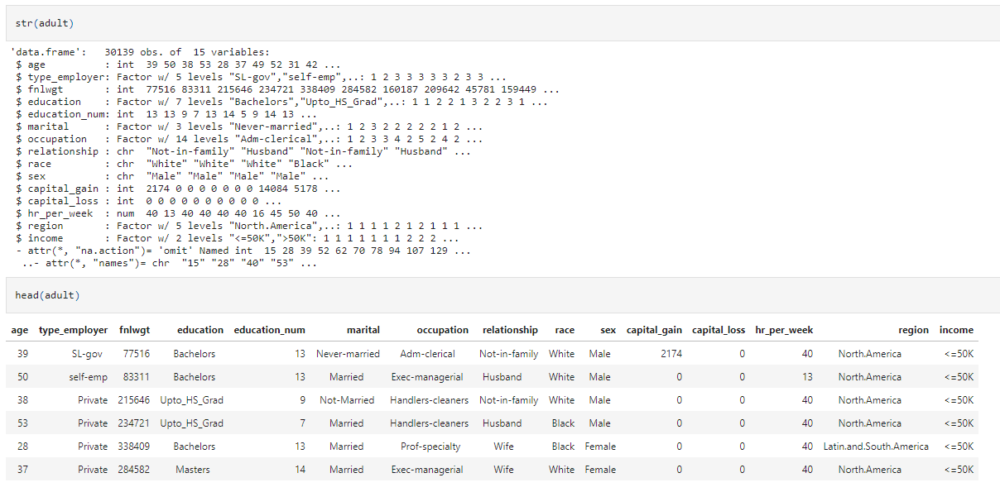 str(adult)
'data.frame':   30139 obs. of  15 variables:
 $ age          : int  39 50 38 53 28 37 49 52 31 42 ...
 $ type_employer: Factor w/ 5 levels "SL-gov","self-emp",..: 1 2 3 3 3 3 3 2 3 3 ...
 $ fnlwgt       : int  77516 83311 215646 234721 338409 284582 160187 209642 45781 159449 ...
 $ education    : Factor w/ 7 levels "Bachelors","Upto_HS_Grad",..: 1 1 2 2 1 3 2 2 3 1 ...
 $ education_num: int  13 13 9 7 13 14 5 9 14 13 ...
 $ marital      : Factor w/ 3 levels "Never-married",..: 1 2 3 2 2 2 2 2 1 2 ...
 $ occupation   : Factor w/ 14 levels "Adm-clerical",..: 1 2 3 3 4 2 5 2 4 2 ...
 $ relationship : chr  "Not-in-family" "Husband" "Not-in-family" "Husband" ...
 $ race         : chr  "White" "White" "White" "Black" ...
 $ sex          : chr  "Male" "Male" "Male" "Male" ...
 $ capital_gain : int  2174 0 0 0 0 0 0 0 14084 5178 ...
 $ capital_loss : int  0 0 0 0 0 0 0 0 0 0 ...
 $ hr_per_week  : num  40 13 40 40 40 40 16 45 50 40 ...
 $ region       : Factor w/ 5 levels "North.America",..: 1 1 1 1 2 1 2 1 1 1 ...
 $ income       : Factor w/ 2 levels "<=50K",">50K": 1 1 1 1 1 1 1 2 2 2 ...
 - attr(*, "na.action")= 'omit' Named int  15 28 39 52 62 70 78 94 107 129 ...
  ..- attr(*, "names")= chr  "15" "28" "40" "53" ...
head(adult)
age type_employer fnlwgt education education_num marital occupation relationship race sex capital_gain capital_loss hr_per_week region income
39 SL-gov 77516 Bachelors 13 Never-married Adm-clerical Not-in-family White Male 2174 0 40 North.America <=50K
50 self-emp 83311 Bachelors 13 Married Exec-managerial Husband White Male 0 0 13 North.America <=50K
38 Private 215646 Upto_HS_Grad 9 Not-Married Handlers-cleaners Not-in-family White Male 0 0 40 North.America <=50K
53 Private 234721 Upto_HS_Grad 7 Married Handlers-cleaners Husband Black Male 0 0 40 North.America <=50K
28 Private 338409 Bachelors 13 Married Prof-specialty Wife Black Female 0 0 40 Latin.and.South.America <=50K
37 Private 284582 Masters 14 Married Exec-managerial Wife White Female 0 0 40 North.America <=50K